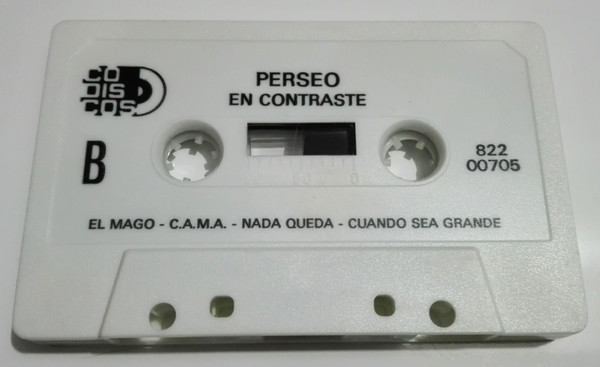 CO
DIS
COS
PERSEO
EN CONTRASTE
B
822
00705
EL MAGO - C.A.M.A. - NADA QUEDA - CUANDO SEA GRANDE